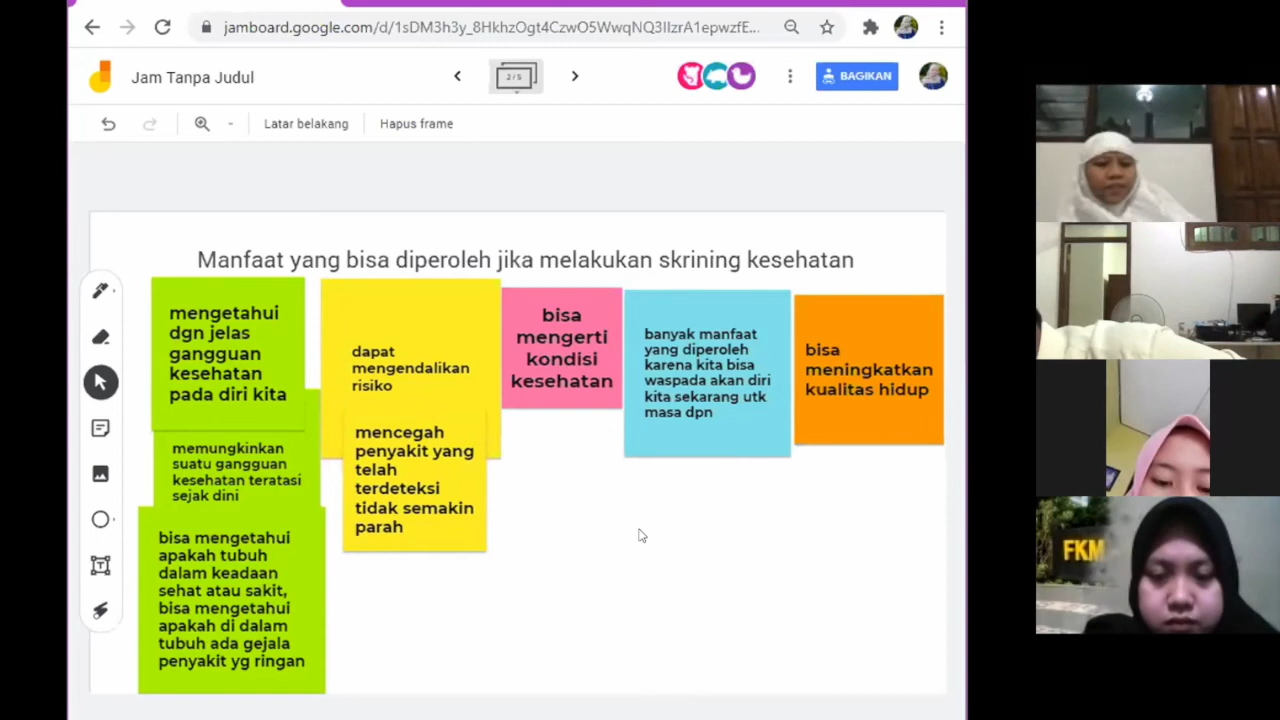 jamboard.google.com/d/1sDM3h3y_8HkhzOgt4CzwO5WwqNQ3IIzrA1epwzfE...
Jam Tanpa Judul
2/5
BAGIKAN
Latar belakang
Hapus frame
Manfaat yang bisa diperoleh jika melakukan skrining kesehatan
mengetahui
dgn jelas
gangguan
kesehatan
pada diri kita
memungkinkan
suatu gangguan
kesehatan teratasi
sejak dini
bisa mengetahui
apakah tubuh
dalam keadaan
sehat atau sakit,
bisa mengetahui
apakah di dalam
tubuh ada gejala
penyakit yg ringan
dapat
mengendalikan
risiko
mencegah
penyakit yang
telah
terdeteksi
tidak semakin
parah
bisa
mengerti
kondisi
kesehatan
banyak manfaat
yang diperoleh
karena kita bisa
waspada akan diri
kita sekarang utk
masa dpn
bisa
meningkatkan
kualitas hidup
FKM